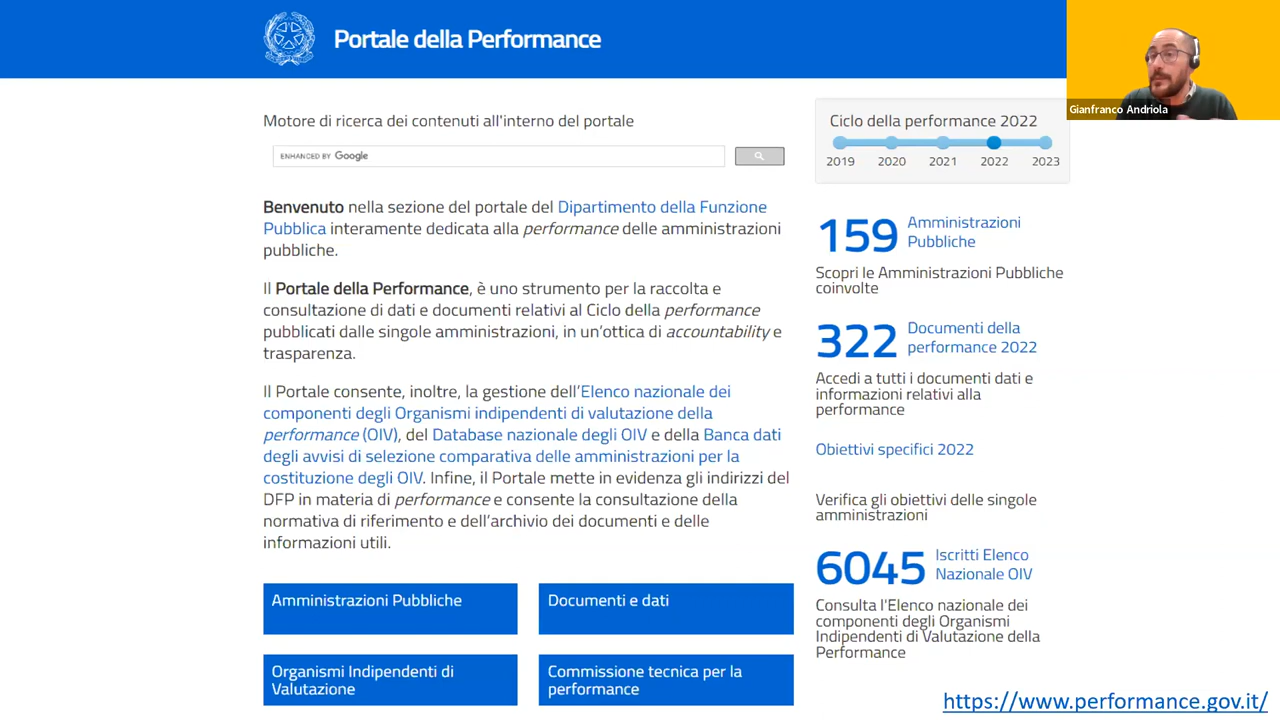 Portale della Performance
Gianfranco Andriola
Motore di ricerca dei contenuti all'interno del portale
ENHANCED BY Google
Benvenuto nella sezione del portale del Dipartimento della Funzione
Pubblica interamente dedicata alla performance delle amministrazioni
pubbliche.
Il Portale della Performance, è uno strumento per la raccolta e
consultazione di dati e documenti relativi al Ciclo della performance
pubblicati dalle singole amministrazioni, in un'ottica di accountability e
trasparenza.
Il Portale consente, inoltre, la gestione dell'Elenco nazionale dei
componenti degli Organismi indipendenti di valutazione della
performance (OIV), del Database nazionale degli OIV e della Banca dati
degli avvisi di selezione comparativa delle amministrazioni per la
costituzione degli OIV. Infine, il Portale mette in evidenza gli indirizzi del
DFP in materia di performance e consente la consultazione della
normativa di riferimento e dell'archivio dei documenti e delle
informazioni utili.
Amministrazioni Pubbliche
Documenti e dati
Organismi Indipendenti di
Valutazione
Commissione tecnica per la
performance
Ciclo della performance 2022
2019 2020 2021 2022 2023
159 Amministrazioni
Pubbliche
Scopri le Amministrazioni Pubbliche
coinvolte
322 Documenti della
performance 2022
Accedi a tutti i documenti dati e
informazioni relativi alla
performance
Obiettivi specifici 2022
Verifica gli obiettivi delle singole
amministrazioni
6045 Iscritti Elenco
Nazionale OIV
Consulta l'Elenco nazionale dei
componenti degli Organismi
Indipendenti di Valutazione della
Performance
https://www.performance.gov.it/